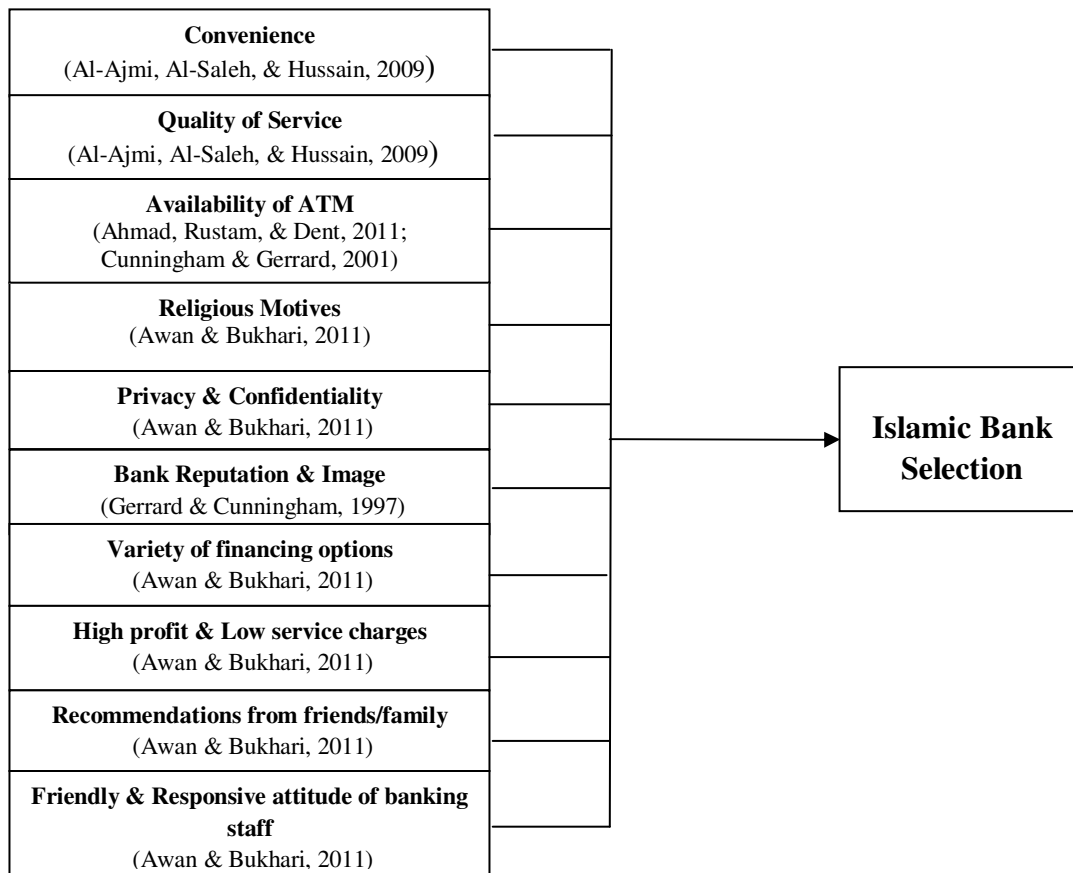 Convenience
(Al-Ajmi, Al-Saleh, & Hussain, 2009)
Quality of Service
(Al-Ajmi, Al-Saleh, & Hussain, 2009)
Availability of ATM
(Ahmad, Rustam, & Dent, 2011;
Cunningham & Gerrard, 2001)
Religious Motives
(Awan & Bukhari, 2011)
Privacy & Confidentiality
(Awan & Bukhari, 2011)
Bank Reputation & Image
(Gerrard & Cunningham, 1997)
Variety of financing options
(Awan & Bukhari, 2011)
High profit & Low service charges
(Awan & Bukhari, 2011)
Recommendations from friends/family
(Awan & Bukhari, 2011)
Friendly & Responsive attitude of banking
staff
(Awan & Bukhari, 2011)
Islamic Bank
Selection